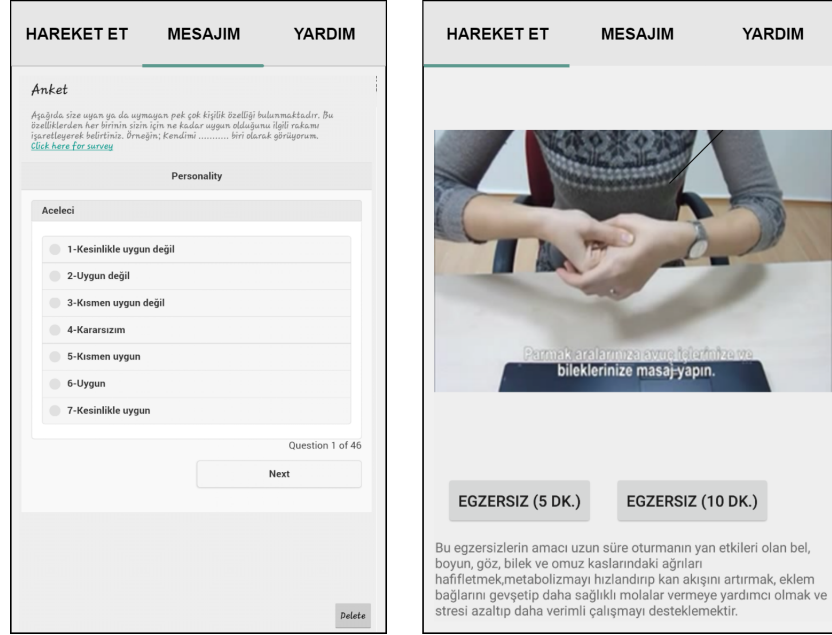 HAREKET ET MESAJIM YARDIM
Anket
Aşağıda size uyan ya da uymayan pek çok kişilik özelliği bulunmaktadır. Bu
özelliklerden her birinin sizin için ne kadar uygun olduğunu ilgili rakamı
işaretleyerek belirtiniz. Örneğin; Kendimi ........... biri olarak görüyorum.
Click here for survey
Personality
Aceleci
1-Kesinlikle uygun değil
2-Uygun değil
3-Kısmen uygun değil
4-Kararsızım
5-Kısmen uygun
6-Uygun
7-Kesinlikle uygun
Question 1 of 46
Next
Delete
HAREKET ET MESAJIM YARDIM
Parmak aralarınıza avuç içlerinize ve
bileklerinize masaj yapın.
EGZERSIZ (5 DK.) EGZERSIZ (10 DK.)
Bu egzersizlerin amacı uzun süre oturmanın yan etkileri olan bel,
boyun, göz, bilek ve omuz kaslarındaki ağrıları
hafifletmek,metabolizmayı hızlandırıp kan akışını artırmak, eklem
bağlarını gevşetip daha sağlıklı molalar vermeye yardımcı olmak ve
stresi azaltıp daha verimli çalışmayı desteklemektir.